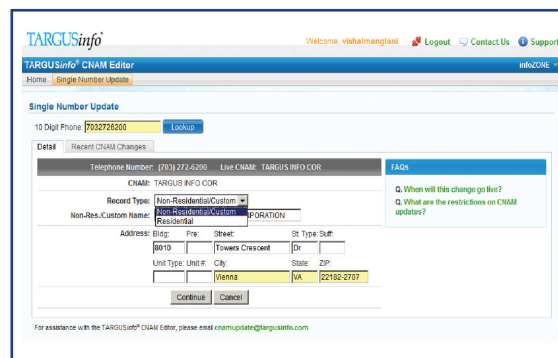 TARGUSinfo®
Welcome, vishalmangiani Logout Contact Us Support
TARGUSinfo® CNAM Editor infoZONE
Home Single Number Update
Single Number Update
10 Digit Phone: 7032726200 Lookup
Detail Recent CNAM Changes
Telephone Number: (703) 272-6200 Live CNAM: TARGUS INFO COR
CNAM: TARGUS INFO COR
Record Type: Non-Residential/Custom
Non-Residential/Custom
Residential
Non-Res./Custom Name: PORATION
Address: Bldg: Pre: Street: St. Type: Suff:
8010 Towers Crescent Dr
Unit Type: Unit #: City: State: ZIP:
Vienna VA 22182-2707
Continue Cancel
FAQs
Q. When will this change go live?
Q. What are the restrictions on CNAM
updates?
For assistance with the TARGUSinfo® CNAM Editor, please email cnamupdate@targusinfo.com